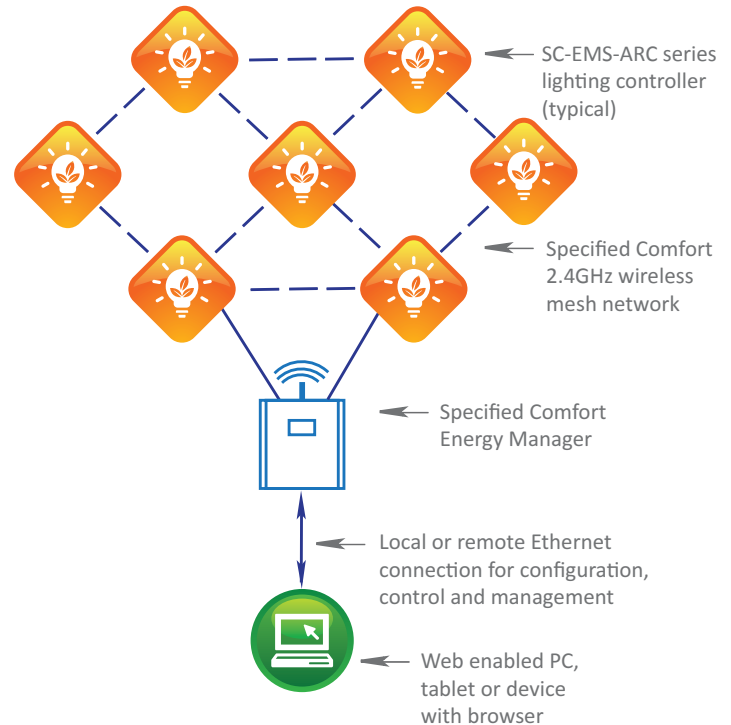 SC-EMS-ARC series
lighting controller
(typical)
Specified Comfort
2.4GHz wireless
mesh network
Specified Comfort
Energy Manager
Local or remote Ethernet
connection for configuration,
control and management
Web enabled PC,
tablet or device
with browser